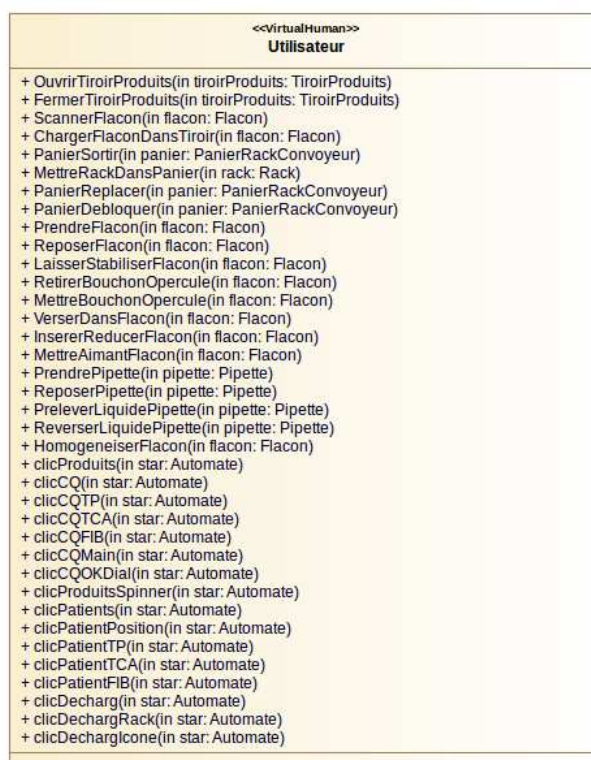 <<VirtualHuman>>
Utilisateur
+ OuvrirTiroirProduits(in tiroirProduits: TiroirProduits)
+ FermerTiroirProduits(in tiroirProduits: TiroirProduits)
+ ScannerFlacon(in flacon: Flacon)
+ ChargerFlaconDansTiroir(in flacon: Flacon)
+ PanierSortir(in panier: PanierRackConvoyeur)
+ MettreRackDansPanier(in rack: Rack)
+ PanierReplacer(in panier: PanierRackConvoyeur)
+ PanierDebloquer(in panier: PanierRackConvoyeur)
+ PrendreFlacon(in flacon: Flacon)
+ ReposerFlacon(in flacon: Flacon)
+ LaisserStabiliserFlacon(in flacon: Flacon)
+ RetirerBouchonOpercule(in flacon: Flacon)
+ MettreBouchonOpercule(in flacon: Flacon)
+ VerserDansFlacon(in flacon: Flacon)
+ InsererReducerFlacon(in flacon: Flacon)
+ MettreAimantFlacon(in flacon: Flacon)
+ PrendrePipette(in pipette: Pipette)
+ ReposerPipette(in pipette: Pipette)
+ PreleverLiquidePipette(in pipette: Pipette)
+ ReverserLiquidePipette(in pipette: Pipette)
+ HomogeneiserFlacon(in flacon: Flacon)
+ clicProduits(in star: Automate)
+ clicCQ(in star: Automate)
+ clicCQTP(in star: Automate)
+ clicCQTCA(in star: Automate)
+ clicCQFIB(in star: Automate)
+ clicCQMain(in star: Automate)
+ clicCQOKDial(in star: Automate)
+ clicProduitsSpinner(in star: Automate)
+ clicPatients(in star: Automate)
+ clicPatientPosition(in star: Automate)
+ clicPatientTP(in star: Automate)
+ clicPatientTCA(in star: Automate)
+ clicPatientFIB(in star: Automate)
+ clicDecharg(in star: Automate)
+ clicDechargRack(in star: Automate)
+ clicDechargIcone(in star: Automate)